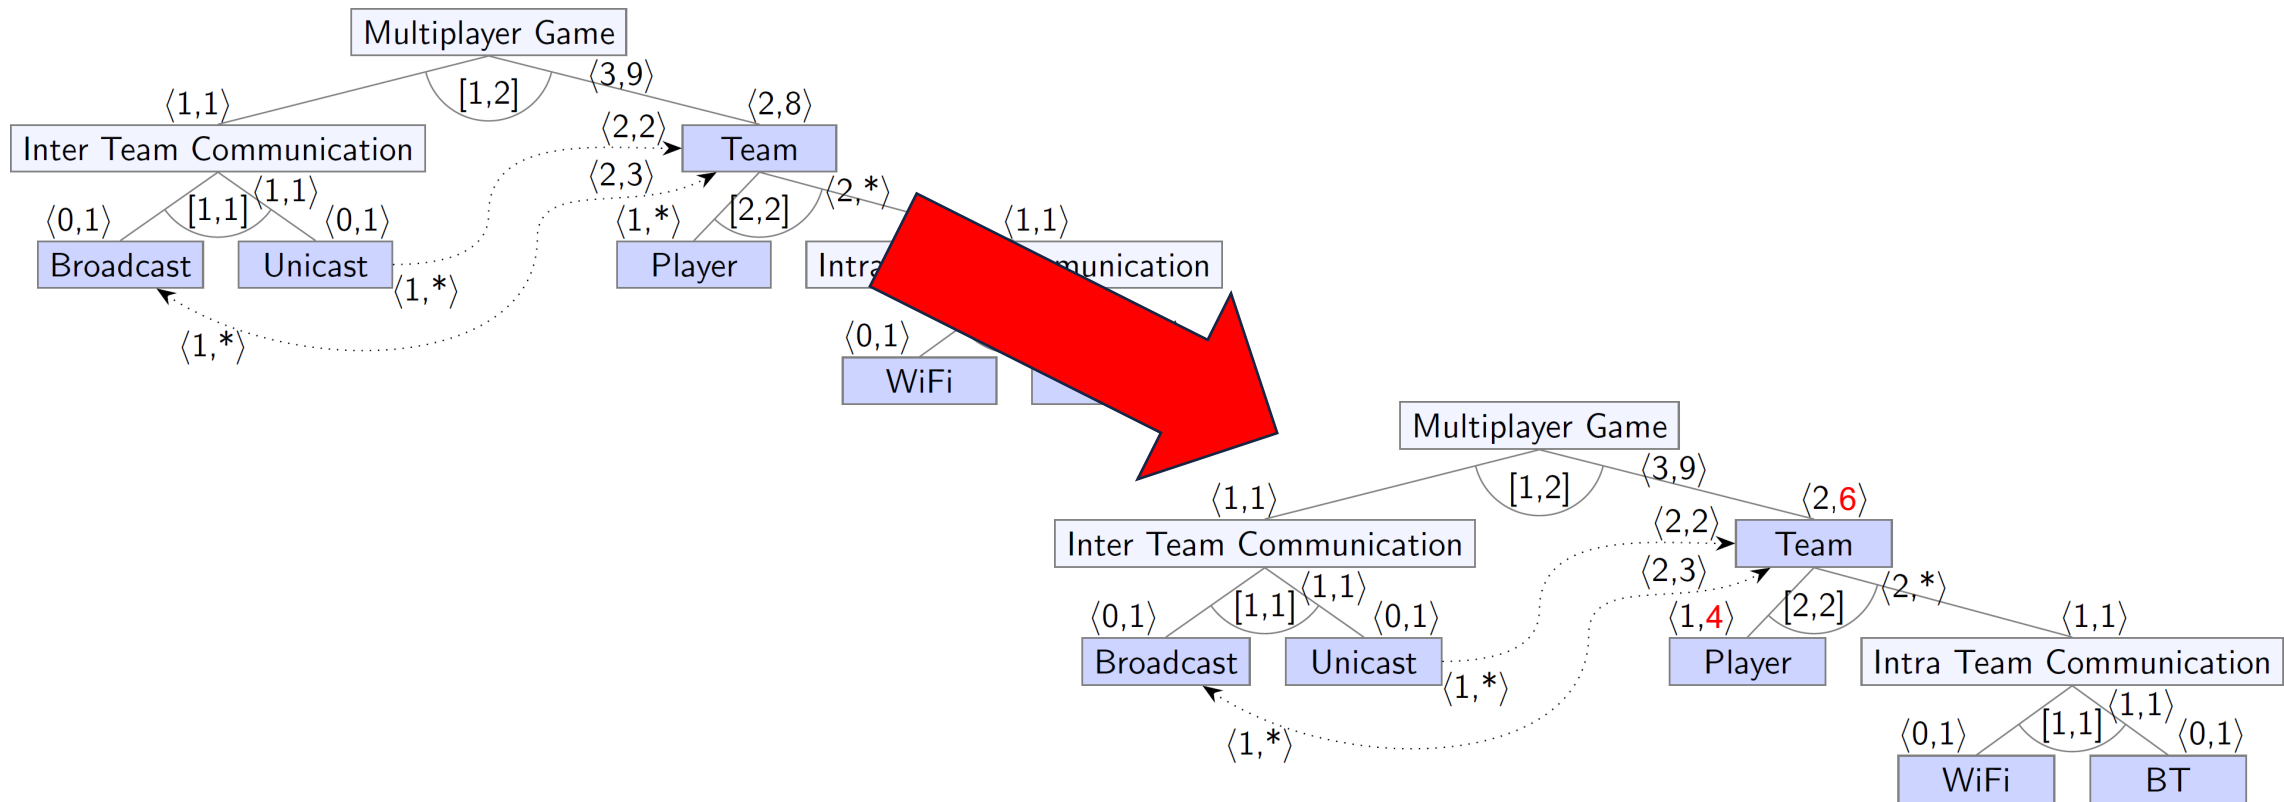 Multiplayer Game
⟨3,9⟩
[1,2]
⟨1,1⟩
⟨2,8⟩
Inter Team Communication
⟨2,2⟩
Team
⟨2,3⟩
⟨1,1⟩
⟨2,*⟩
[1,1]
[2,2]
⟨0,1⟩
⟨0,1⟩
⟨1,*⟩
⟨1,1⟩
Broadcast
Unicast
Player
⟨1,*⟩
⟨1,*⟩
⟨0,1⟩
WiFi
Multiplayer Game
⟨3,9⟩
[1,2]
⟨1,1⟩
⟨2,6⟩
Inter Team Communication
⟨2,2⟩
Team
⟨2,3⟩
⟨1,1⟩
⟨2,*⟩
[1,1]
[2,2]
⟨0,1⟩
⟨0,1⟩
⟨1,4⟩
⟨1,1⟩
Broadcast
Unicast
Player
Intra Team Communication
⟨1,*⟩
⟨1,*⟩
⟨1,1⟩
[1,1]
⟨0,1⟩
⟨0,1⟩
WiFi
BT